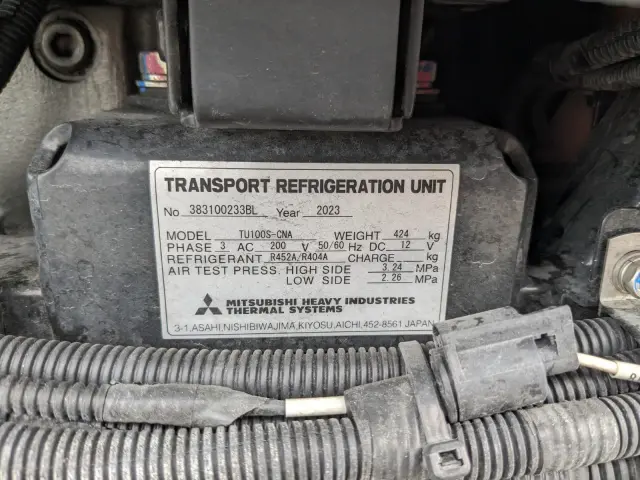 TRANSPORT REFRIGERATION UNIT
No 383100233BL Year 2023
MODEL TU100S-CNA WEIGHT 424 kg
PHASE 3 AC 200 V 50/60 Hz DC 12 V
REFRIGERANT R452A/R404A CHARGE kg
AIR TEST PRESS. HIGH SIDE 3.24 MPa
LOW SIDE 2.26 MPa
MITSUBISHI HEAVY INDUSTRIES
THERMAL SYSTEMS
3-1, ASAHI, NISHIBIWAJIMA, KIYOSU, AICHI, 452-8561 JAPAN